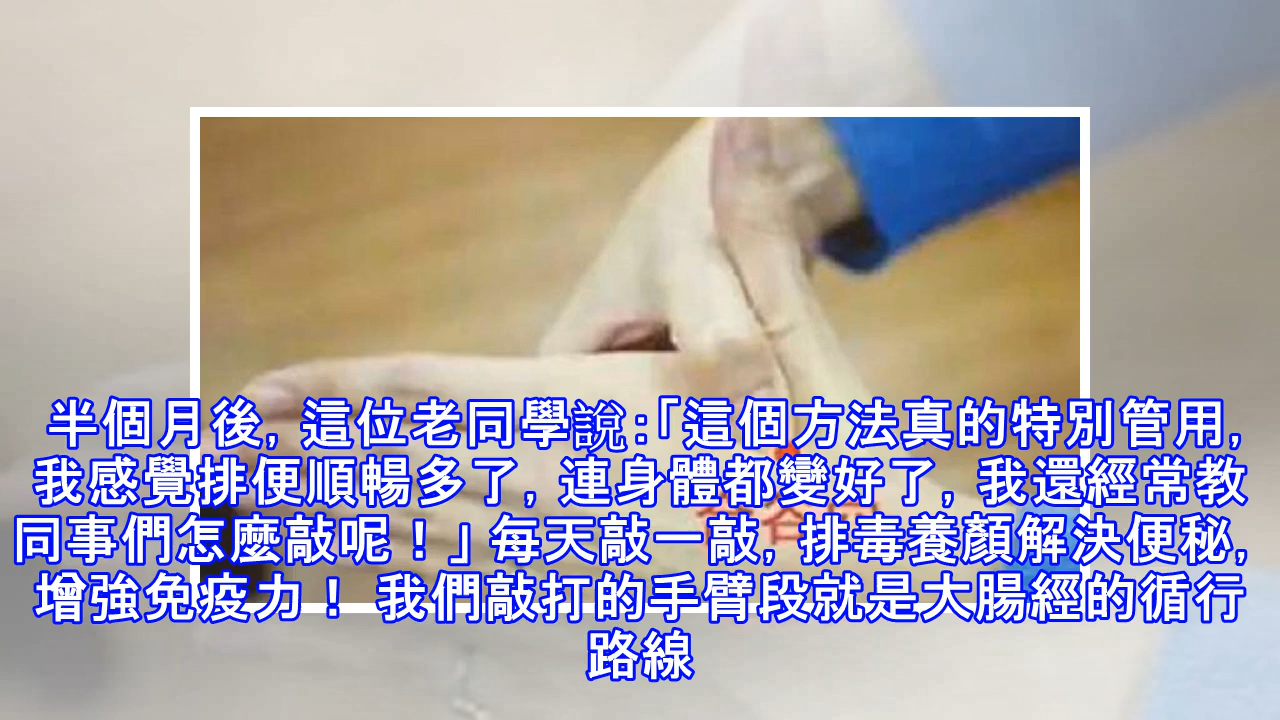 半個月後, 這位老同學說:「這個方法真的特別管用,
我感覺排便順暢多了, 連身體都變好了, 我還經常教
同事們怎麼敲呢！」每天敲一敲, 排毒養顏解決便秘,
增強免疫力！ 我們敲打的手臂段就是大腸經的循行
路線